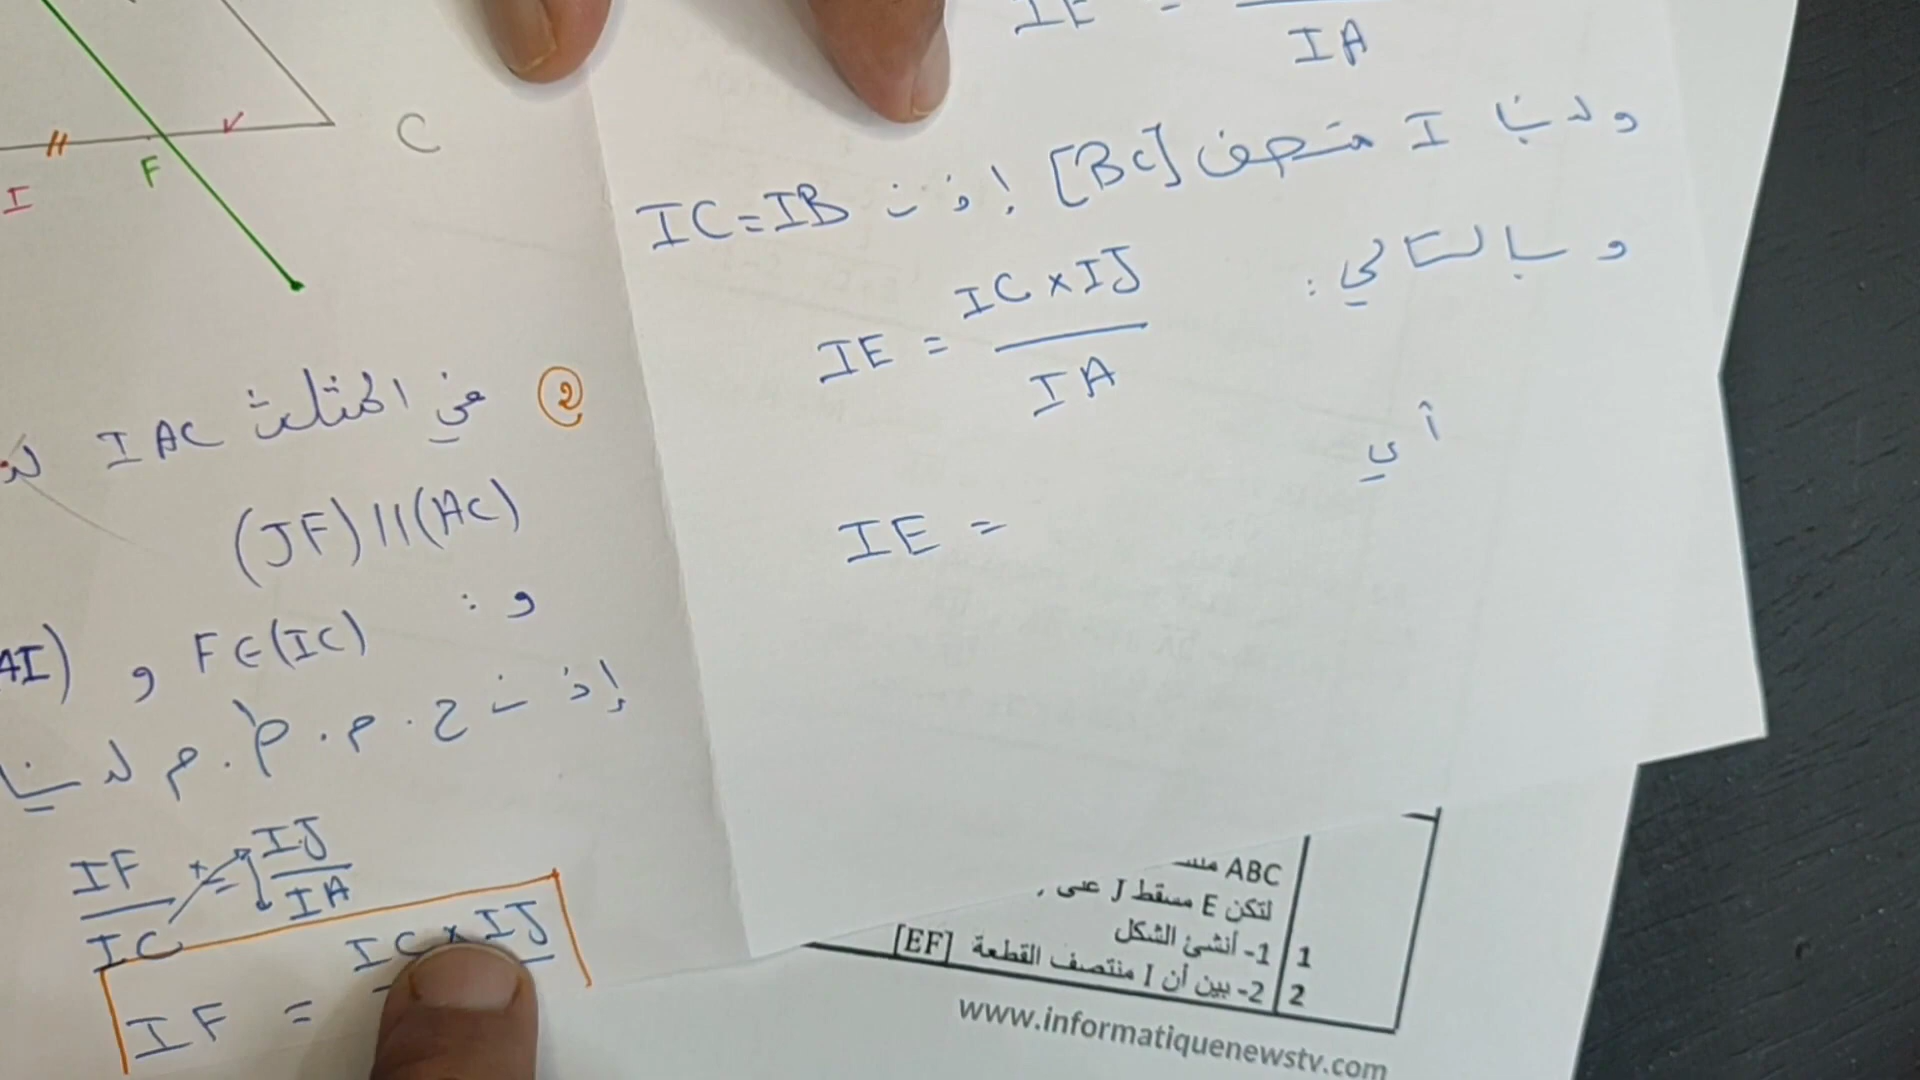 IE = 
IA
ولدينا I منتصف [BC] إذن IC=IB
وبالتالي :
IE = IC x IJ
IA
أي
IE =
C
F
I
② في المثلث IAC
(JF) // (AC)
و :
F∈(IC) و AI)
إذن ح . م . م . م لدينا
IF = IJ
IC IA
IF = IC x IJ
ABC
لتكن E مسقط J على
1 1- أنشئ الشكل
2 2- بين أن I منتصف القطعة [EF]
www.informatiquenewstv.com